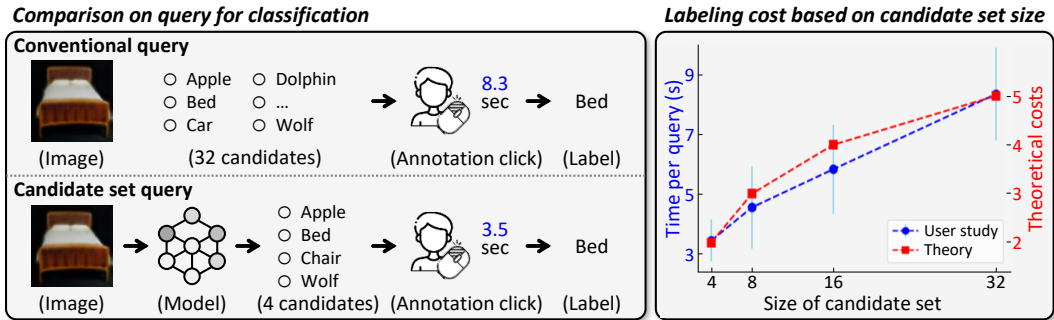 Comparison on query for classification
Conventional query
Apple
Bed
Car
Dolphin
...
Wolf
8.3
sec
Bed
(Image)
(32 candidates)
(Annotation click)
(Label)
Candidate set query
Apple
Bed
Chair
Wolf
3.5
sec
Bed
(Image)
(Model)
(4 candidates)
(Annotation click)
(Label)
Labeling cost based on candidate set size
Time per query (s)
9
7
5
3
Theoretical costs
5
4
3
2
User study
Theory
4
8
16
32
Size of candidate set